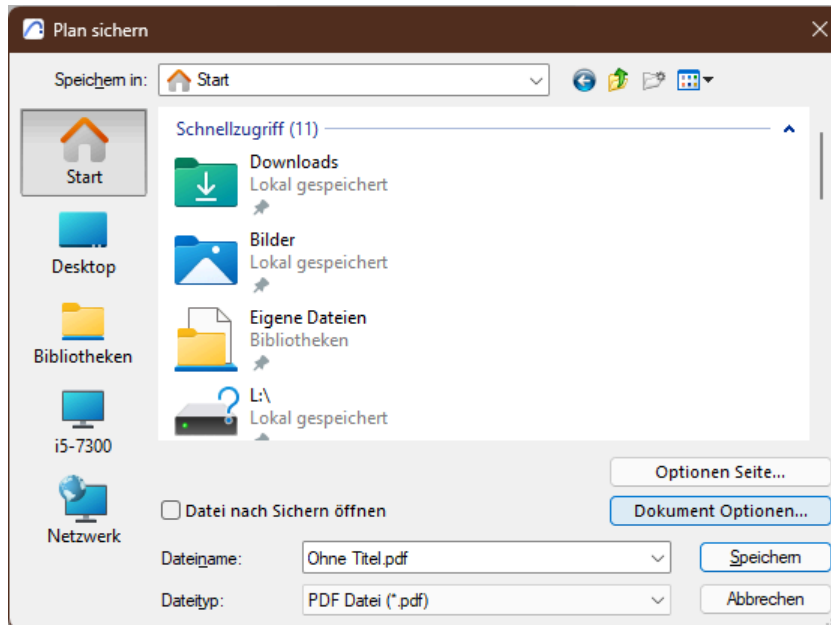 Plan sichern
Speichern in:
Start
Start
Desktop
Bibliotheken
i5-7300
Netzwerk
Schnellzugriff (11)
Downloads
Lokal gespeichert
Bilder
Lokal gespeichert
Eigene Dateien
Bibliotheken
L:\
Lokal gespeichert
Optionen Seite...
Datei nach Sichern öffnen
Dokument Optionen...
Dateiname:
Ohne Titel.pdf
Speichern
Dateityp:
PDF Datei (*.pdf)
Abbrechen